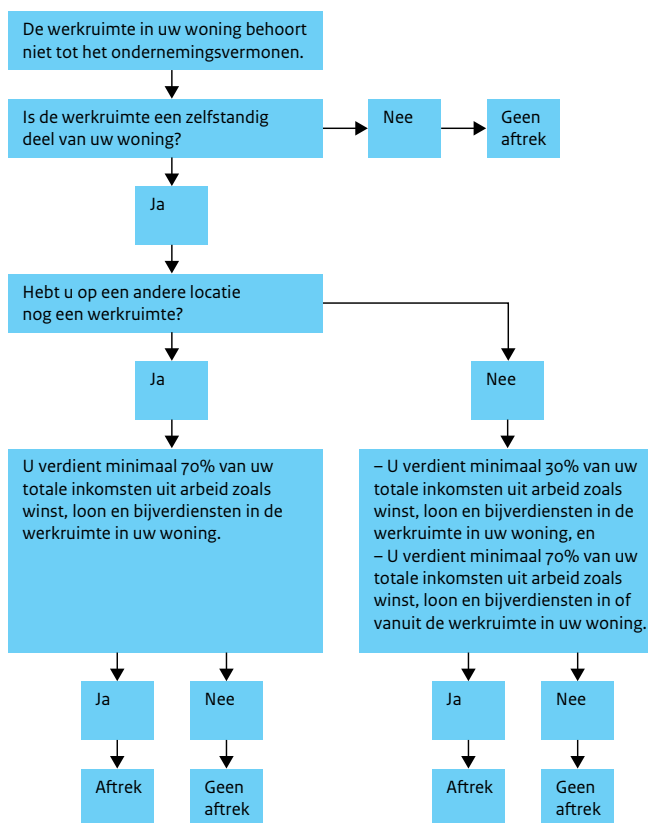 De werkruimte in uw woning behoort
niet tot het ondernemingsvermonen.
Is de werkruimte een zelfstandig
deel van uw woning?
Nee
Geen
aftrek
Ja
Hebt u op een andere locatie
nog een werkruimte?
Ja
Nee
U verdient minimaal 70% van uw
totale inkomsten uit arbeid zoals
winst, loon en bijverdiensten in de
werkruimte in uw woning.
– U verdient minimaal 30% van uw
totale inkomsten uit arbeid zoals
winst, loon en bijverdiensten in de
werkruimte in uw woning, en
– U verdient minimaal 70% van uw
totale inkomsten uit arbeid zoals
winst, loon en bijverdiensten in of
vanuit de werkruimte in uw woning.
Ja
Nee
Ja
Nee
Aftrek
Geen
aftrek
Aftrek
Geen
aftrek